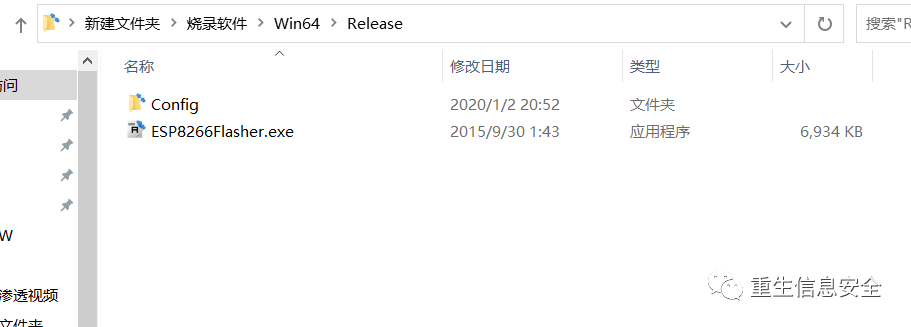 新建文件夹 > 烧录软件 > Win64 > Release
搜索"R
名称 修改日期 类型 大小
访问
Config 2020/1/2 20:52 文件夹
ESP8266Flasher.exe 2015/9/30 1:43 应用程序 6,934 KB
W
渗透视频
文件夹
重生信息安全